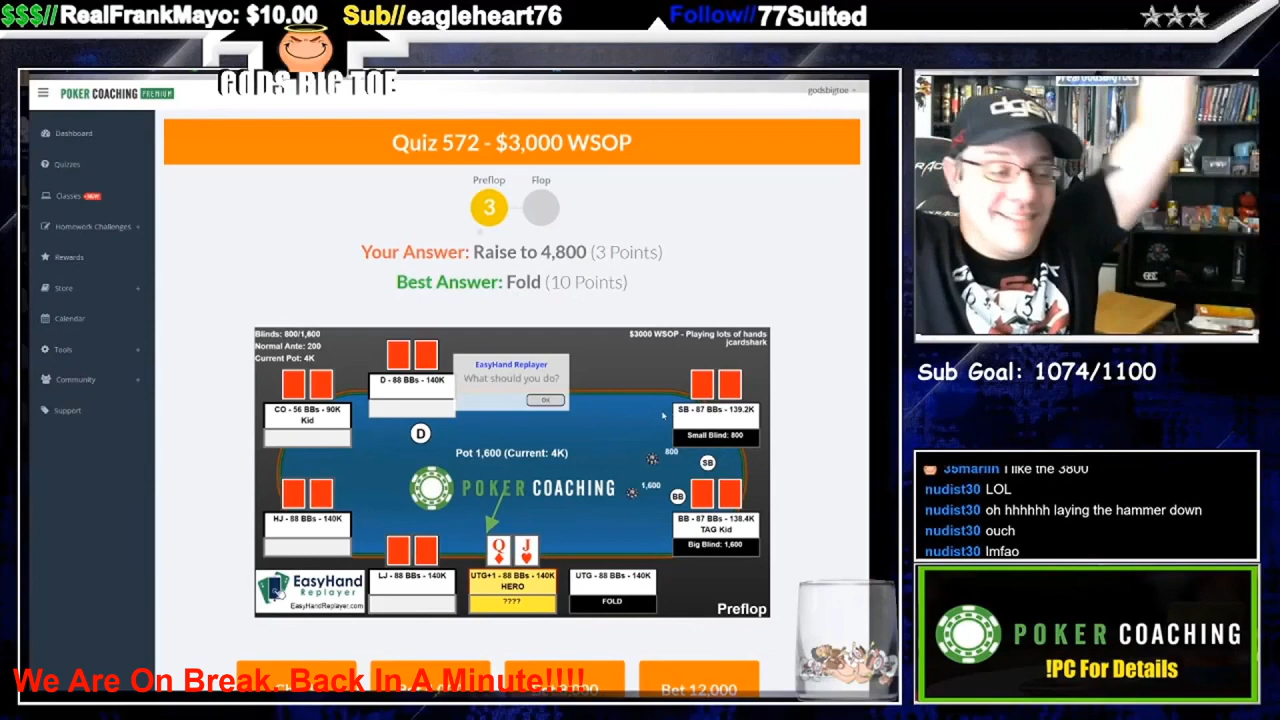 $$$//RealFrankMayo: $10.00
Sub//eagleheart76
Follow//77Suited
GODS BIG TOE
POKER COACHING PREMIUM
godsbigtoe
Dashboard
Quizzes
Classes NEW
Homework Challenges +
Rewards
Store +
Calendar
Tools +
Community +
Support
Quiz 572 - $3,000 WSOP
Preflop
Flop
3
Your Answer: Raise to 4,800 (3 Points)
Best Answer: Fold (10 Points)
Blinds: 800/1,600
Normal Ante: 200
Current Pot: 4K
$3000 WSOP - Playing lots of hands
jcardshark
EasyHand Replayer
What should you do?
OK
D - 88 BBs - 140K
CO - 56 BBs - 90K
Kid
SB - 87 BBs - 139.2K
Small Blind: 800
D
Pot 1,600 (Current: 4K)
800
SB
1,600
BB
POKER COACHING
HJ - 88 BBs - 140K
BB - 87 BBs - 138.4K
TAG Kid
Big Blind: 1,600
Q
J
LJ - 88 BBs - 140K
UTG+1 - 88 BBs - 140K
HERO
????
UTG - 88 BBs - 140K
FOLD
EasyHand
Replayer
EasyHandReplayer.com
Preflop
Bet 12,000
We Are On Break, Back In A Minute!!!!
dgc
Sub Goal: 1074/1100
35marlin I like the 3800
nudist30 LOL
nudist30 oh hhhhhh laying the hammer down
nudist30 ouch
nudist30 lmfao
POKER COACHING
!PC For Details